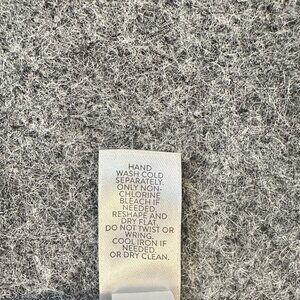 HAND
WASH COLD
SEPARATELY.
ONLY NON-
CHLORINE
BLEACH IF
NEEDED.
RESHAPE AND
DRY FLAT.
DO NOT TWIST OR
WRING.
COOL IRON IF
NEEDED.
OR DRY CLEAN.